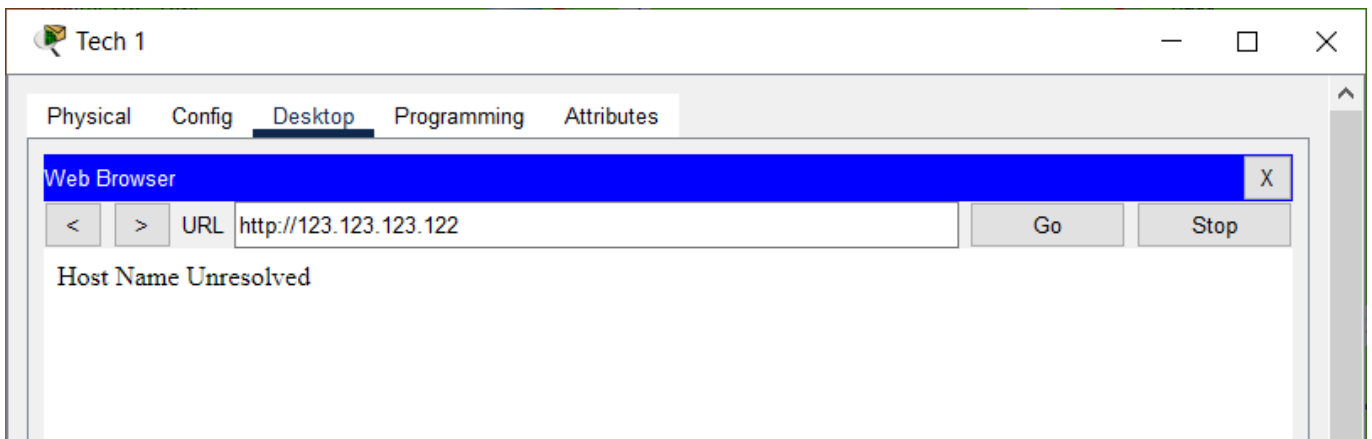 Tech 1
Physical Config Desktop Programming Attributes
Web Browser X
< > URL http://123.123.123.122 Go Stop
Host Name Unresolved